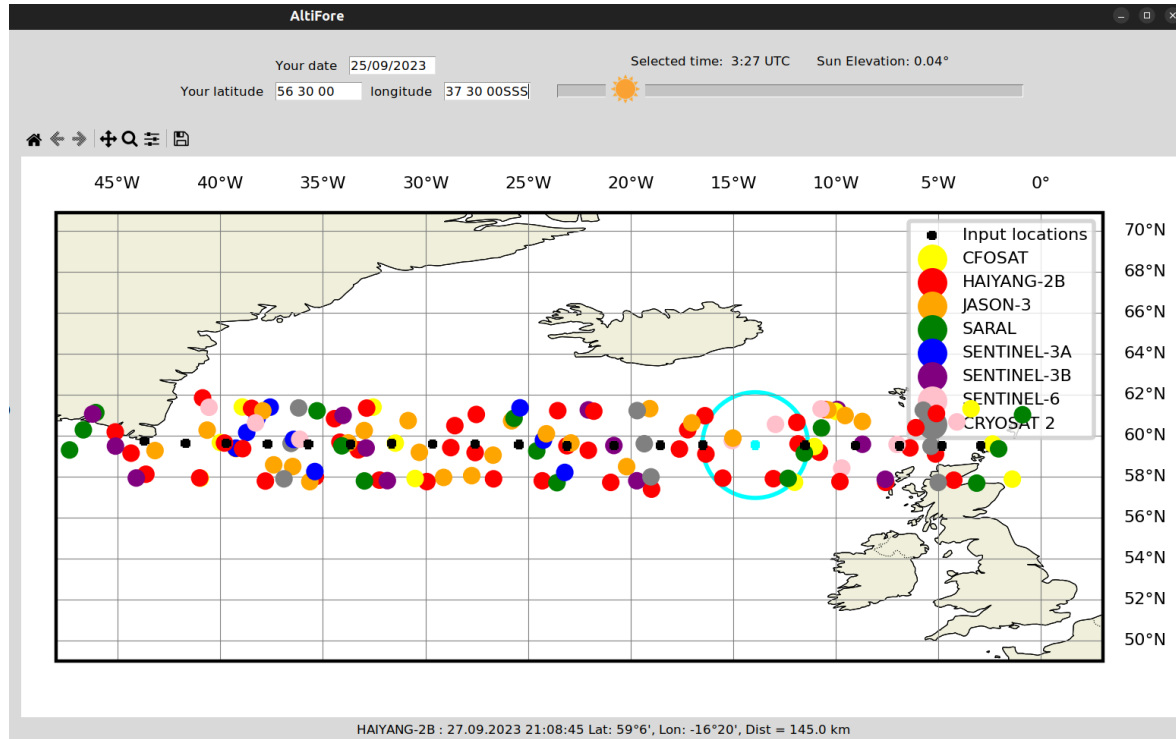 AltiFore
Your date 25/09/2023
Selected time: 3:27 UTC Sun Elevation: 0.04°
Your latitude 56 30 00 longitude 37 30 00SSS
45°W 40°W 35°W 30°W 25°W 20°W 15°W 10°W 5°W 0°
70°N
68°N
66°N
64°N
62°N
60°N
58°N
56°N
54°N
52°N
50°N
Input locations
CFOSAT
HAIYANG-2B
JASON-3
SARAL
SENTINEL-3A
SENTINEL-3B
SENTINEL-6
CRYOSAT 2
HAIYANG-2B : 27.09.2023 21:08:45 Lat: 59°6', Lon: -16°20', Dist = 145.0 km